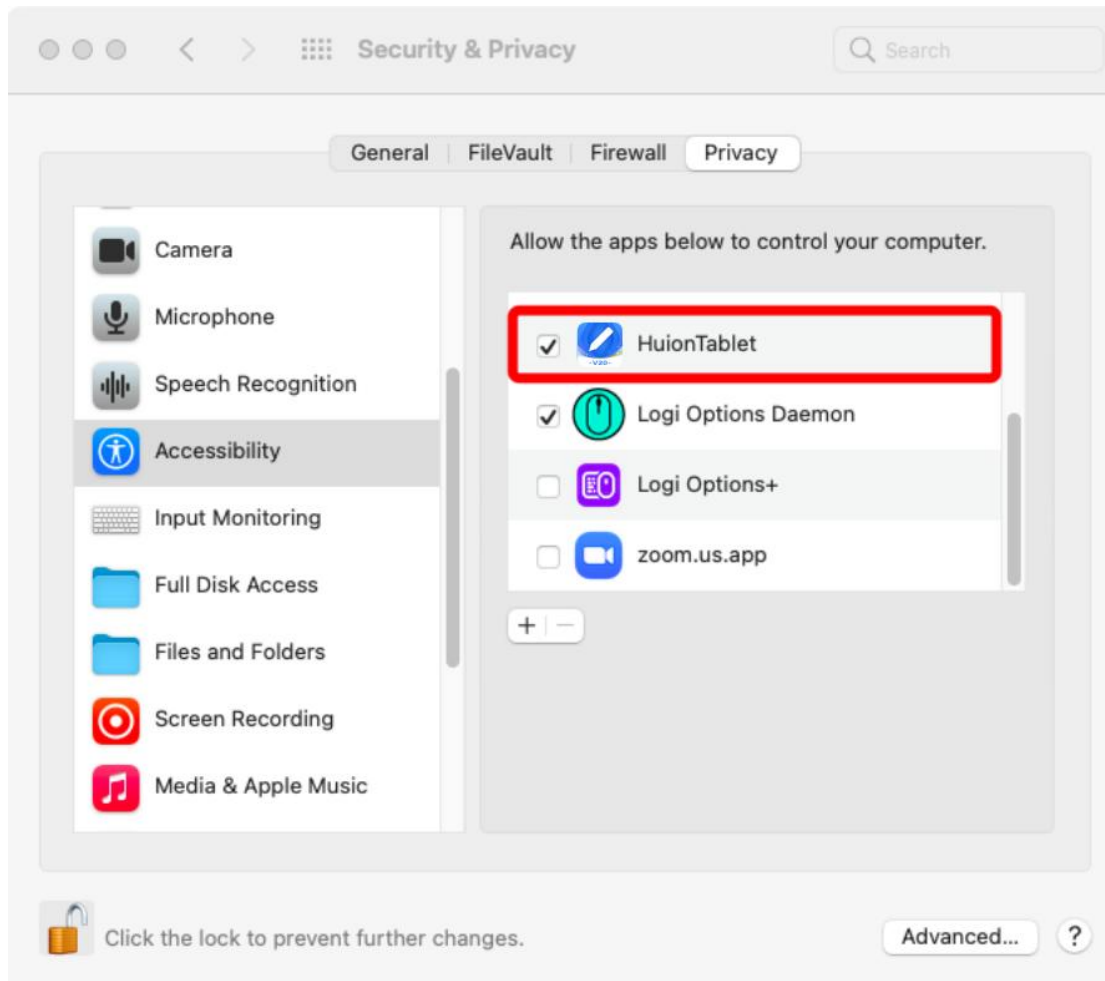 Security & Privacy
Search
General
FileVault
Firewall
Privacy
Camera
Microphone
Speech Recognition
Accessibility
Input Monitoring
Full Disk Access
Files and Folders
Screen Recording
Media & Apple Music
Allow the apps below to control your computer.
-V20-
HuionTablet
Logi Options Daemon
Logi Options+
zoom.us.app
+
−
Click the lock to prevent further changes.
Advanced...
?